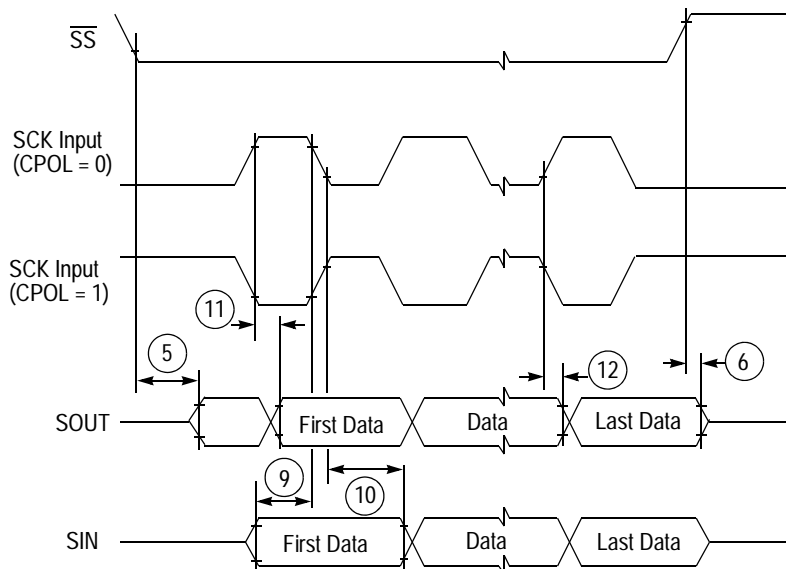 SS
SCK Input
(CPOL = 0)
SCK Input
(CPOL = 1)
11
5
12
6
SOUT
First Data
Data
Last Data
9
10
SIN
First Data
Data
Last Data